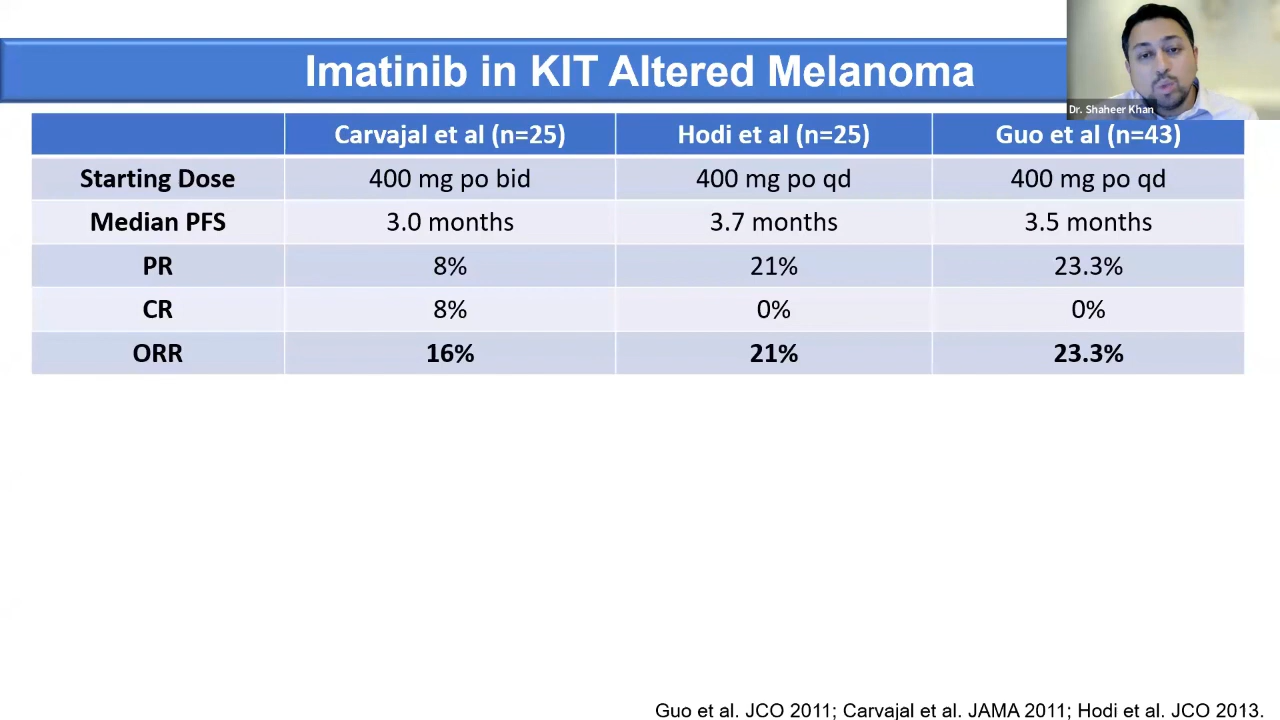 Imatinib in KIT Altered Melanoma
Dr. Shaheer Khan
Carvajal et al (n=25) Hodi et al (n=25) Guo et al (n=43)
Starting Dose 400 mg po bid 400 mg po qd 400 mg po qd
Median PFS 3.0 months 3.7 months 3.5 months
PR 8% 21% 23.3%
CR 8% 0% 0%
ORR 16% 21% 23.3%
Guo et al. JCO 2011; Carvajal et al. JAMA 2011; Hodi et al. JCO 2013.